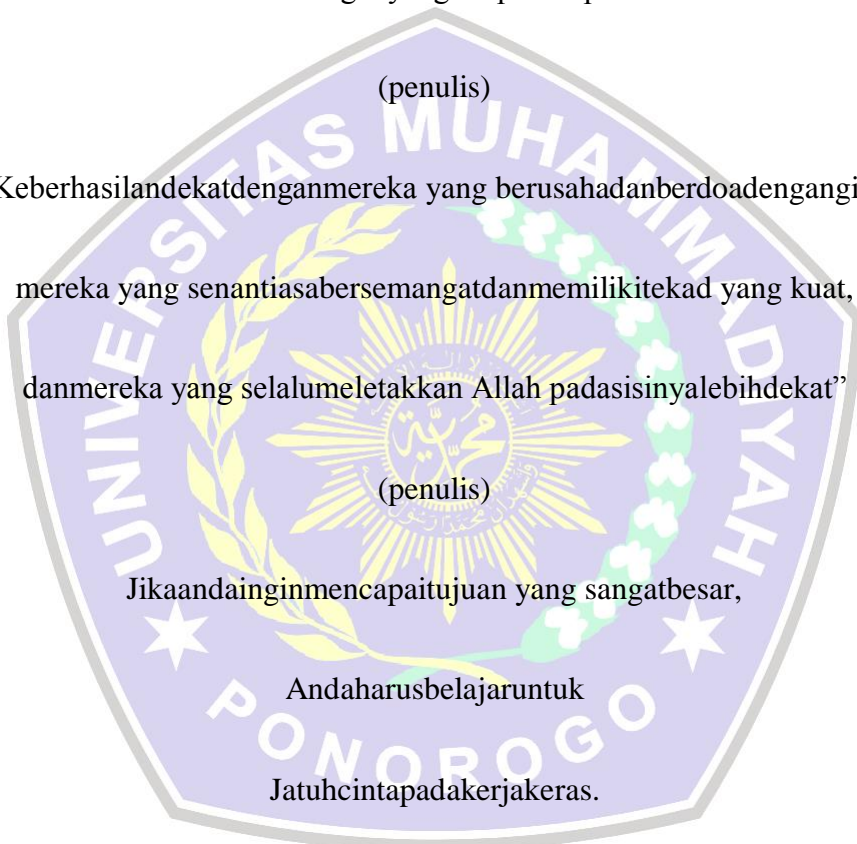 (penulis)
Keberhasilandekatdenganmereka yang berusahadanberdoadengangi
mereka yang senantiasabersemangatdanmemilikitekad yang kuat,
danmereka yang selalumeletakkan Allah padasisinyalebihdekat”
(penulis)
Jikaandainginmencapaitujuan yang sangatbesar,
Andaharusbelajaruntuk
Jatuhcintapadakerjakeras.
UNIVERSITAS MUHAMMADIYAH
PONOROGO
محمد